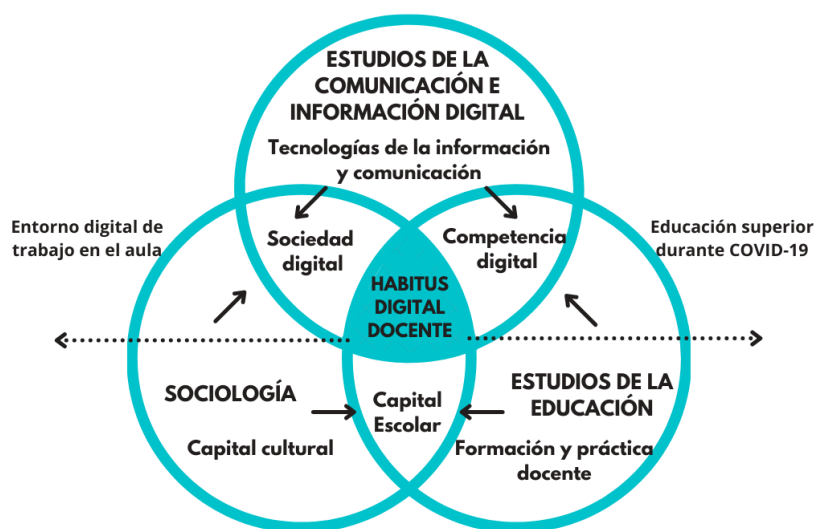 ESTUDIOS DE LA
COMUNICACIÓN E
INFORMACIÓN DIGITAL
Tecnologías de la información
y comunicación
Entorno digital de
trabajo en el aula
Sociedad
digital
Competencia
digital
Educación superior
durante COVID-19
HABITUS
DIGITAL
DOCENTE
SOCIOLOGÍA
Capital cultural
Capital
Escolar
ESTUDIOS DE LA
EDUCACIÓN
Formación y práctica
docente